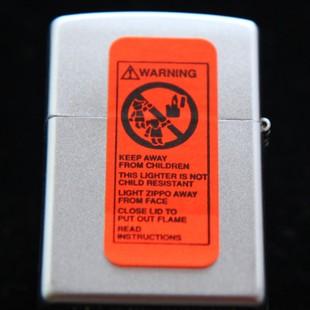 ⚠WARNING
KEEP AWAY
FROM CHILDREN
THIS LIGHTER IS NOT
CHILD RESISTANT
LIGHT ZIPPO AWAY
FROM FACE
CLOSE LID TO
PUT OUT FLAME
READ
INSTRUCTIONS